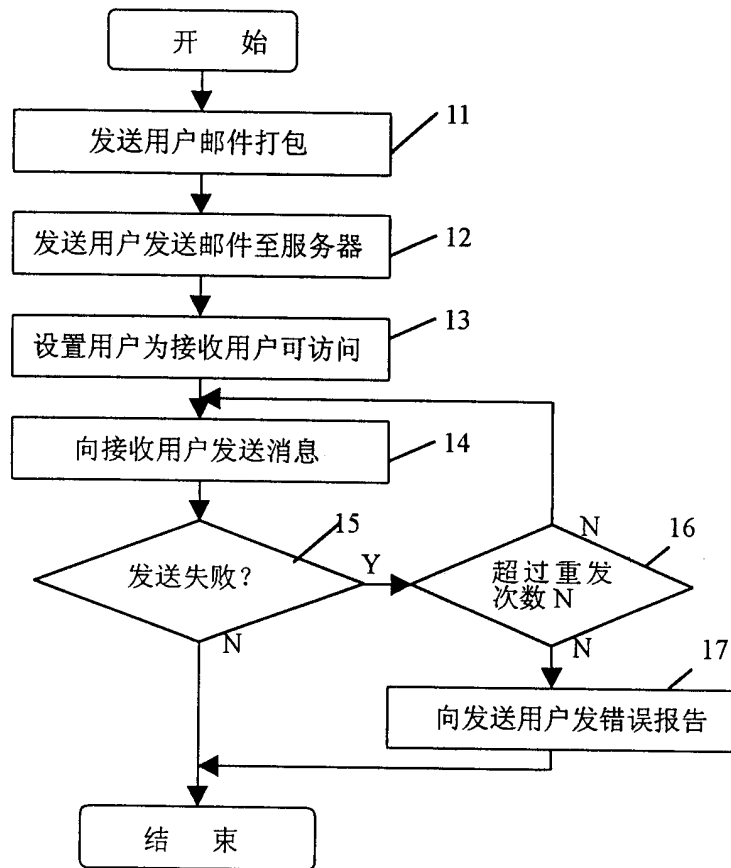 开 始
发送用户邮件打包
11
发送用户发送邮件至服务器
12
设置用户为接收用户可访问
13
向接收用户发送消息
14
发送失败?
15
Y
N
超过重发
次数 N
16
N
N
向发送用户发错误报告
17
结 束